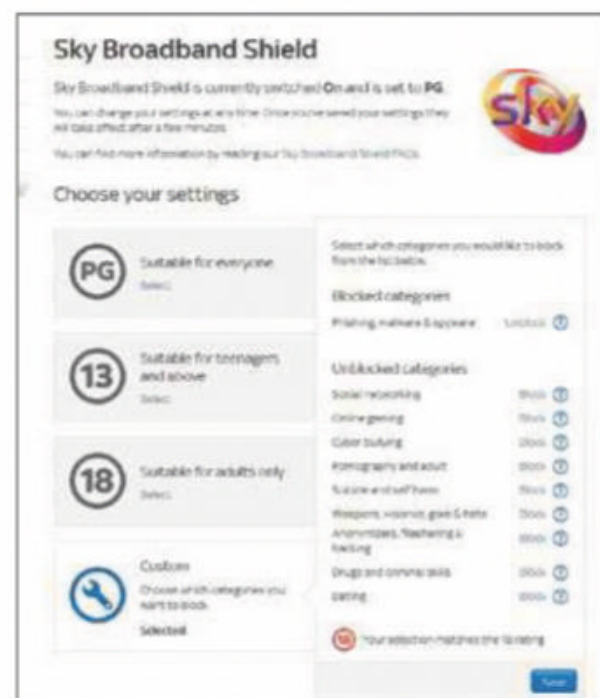 Sky Broadband Shield
Sky Broadband Shield is currently switched On and is set to PG.
sky
You can change your settings at any time. Once you've saved your settings they
will take effect after a few minutes.
You can find more information by reading our Sky Broadband Shield FAQs.
Choose your settings
PG
Suitable for everyone
Select
13
Suitable for teenagers
and above
Select
18
Suitable for adults only
Select
Custom
Choose which categories you
want to block
Selected
Select which categories you would like to block
from the list below.
Blocked categories
Phishing, malware & spyware Unblock ?
Unblocked categories
Social networking Block ?
Online gaming Block ?
Cyber bullying Block ?
Pornography and adult Block ?
Suicide and self harm Block ?
Weapons, violence, gore & hate Block ?
Anonymizers, filesharing &
hacking Block ?
Drugs and criminal skills Block ?
Dating Block ?
18 Your selection matches the 18 rating
Save